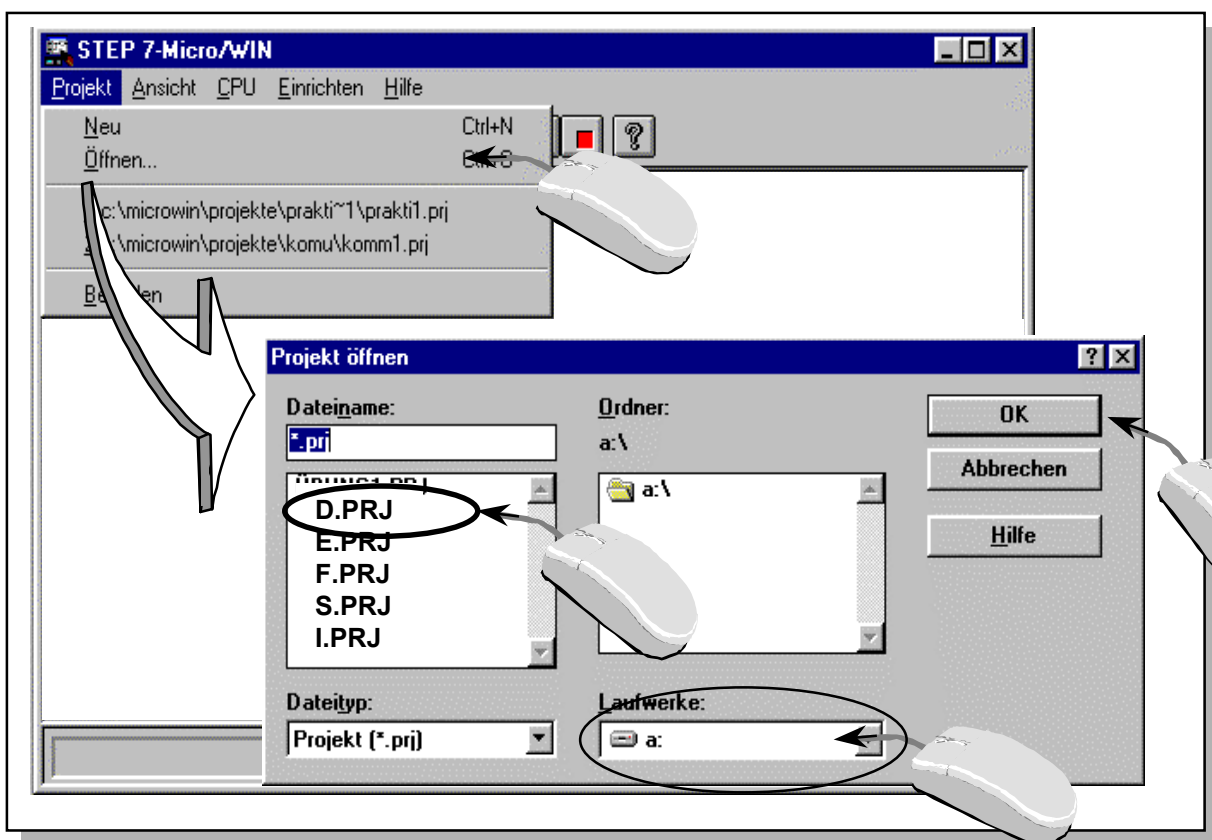 STEP 7-Micro/WIN
Projekt Ansicht CPU Einrichten Hilfe
Neu Ctrl+N
Öffnen...
c:\microwin\projekte\prakti~1\prakti1.prj
:\microwin\projekte\komu\komm1.prj
Projekt öffnen
Dateiname:
*.prj
Ordner:
a:\
OK
Abbrechen
Hilfe
ÜBUNG1.PRJ
D.PRJ
E.PRJ
F.PRJ
S.PRJ
I.PRJ
a:\
Dateityp:
Projekt (*.prj)
Laufwerke:
a: